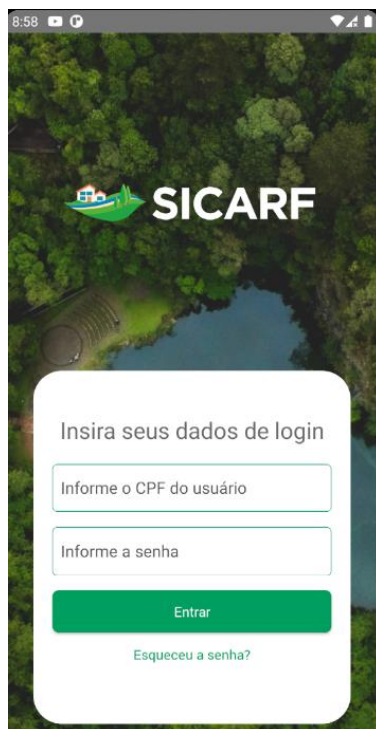 8:58
SICARF
Insira seus dados de login
Informe o CPF do usuário
Informe a senha
Entrar
Esqueceu a senha?